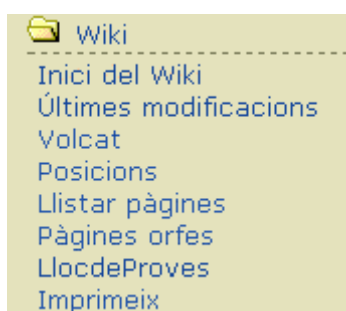 Wiki
Inici del Wiki
Últimes modificacions
Volcat
Posicions
Llistar pàgines
Pàgines orfes
LlocdeProves
Imprimeix